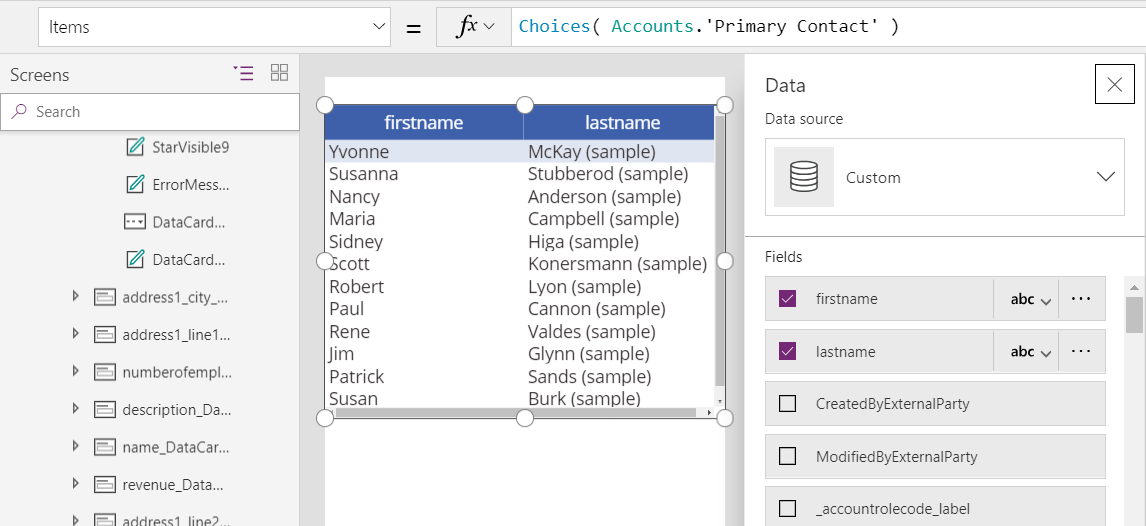 Items
=
fx
Choices( Accounts.'Primary Contact' )
Screens
Search
StarVisible9
ErrorMess...
DataCard...
DataCard...
address1_city_...
address1_line1...
numberofempl...
description_Da...
name_DataCar...
revenue_Data...
address1_line2...
firstname lastname
Yvonne McKay (sample)
Susanna Stubberod (sample)
Nancy Anderson (sample)
Maria Campbell (sample)
Sidney Higa (sample)
Scott Konersmann (sample)
Robert Lyon (sample)
Paul Cannon (sample)
Rene Valdes (sample)
Jim Glynn (sample)
Patrick Sands (sample)
Susan Burk (sample)
Data
Data source
Custom
Fields
firstname abc ...
lastname abc ...
CreatedByExternalParty
ModifiedByExternalParty
_accountrolecode_label